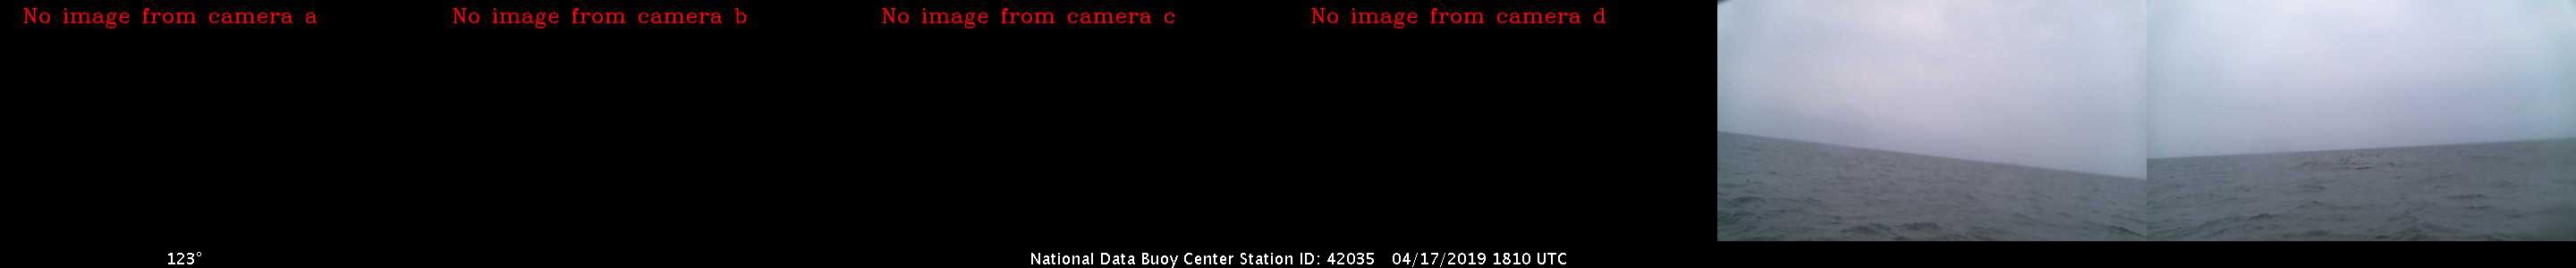 No image from camera a
No image from camera b
No image from camera c
No image from camera d
123°
National Data Buoy Center Station ID: 42035 04/17/2019 1810 UTC